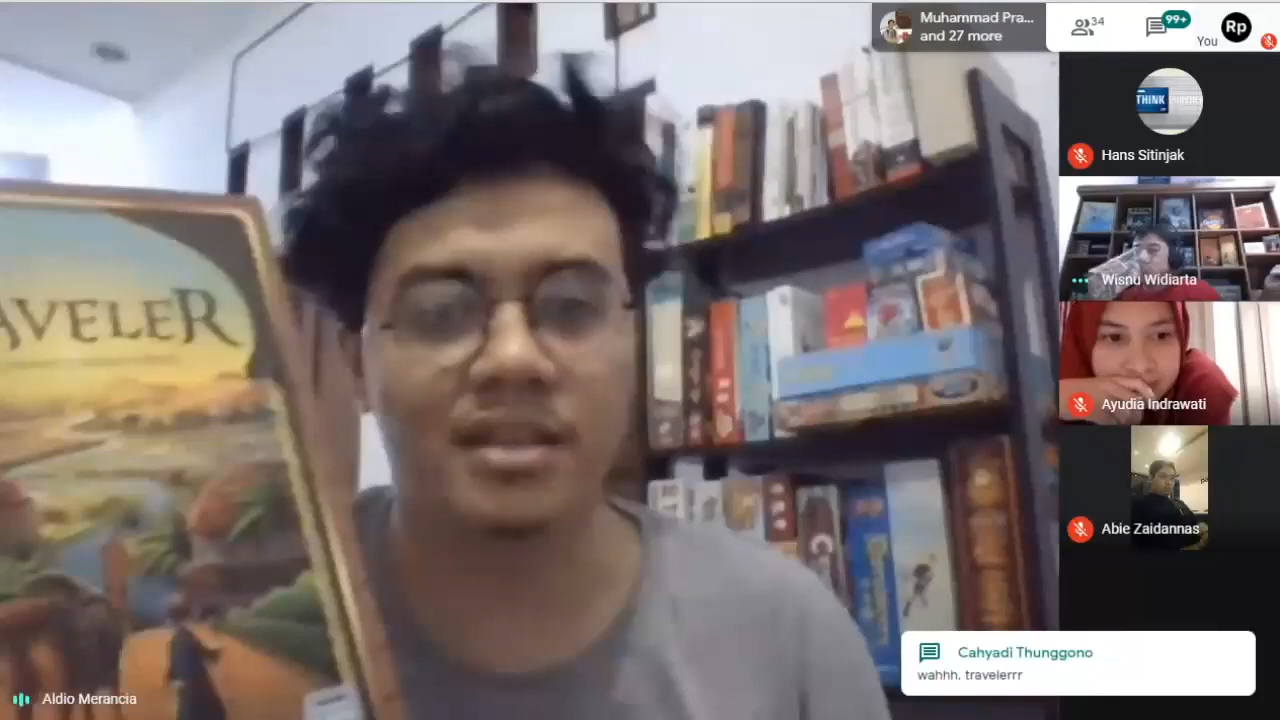 Muhammad Pra...
and 27 more
34
99+
You
Rp
THINK
Hans Sitinjak
Wisnu Widiarta
AVELER
Ayudia Indrawati
Abie Zaidannas
Cahyadi Thunggono
wahhh. travelerrr
Aldio Merancia